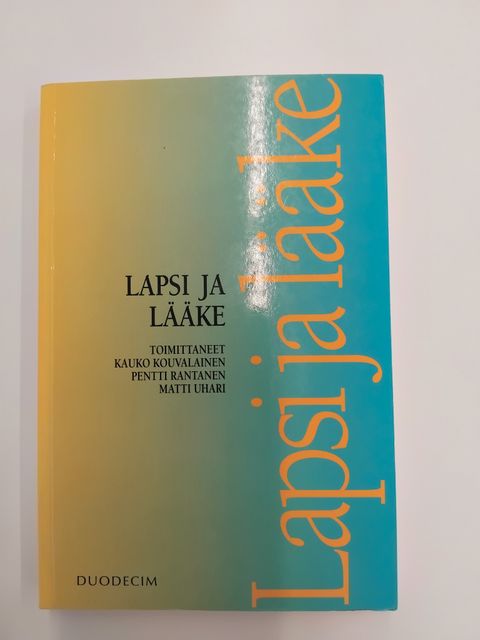 LAPSI JA
LÄÄKE
TOIMITTANEET
KAUKO KOUVALAINEN
PENTTI RANTANEN
MATTI UHARI
Lapsi ja lääke
DUODECIM